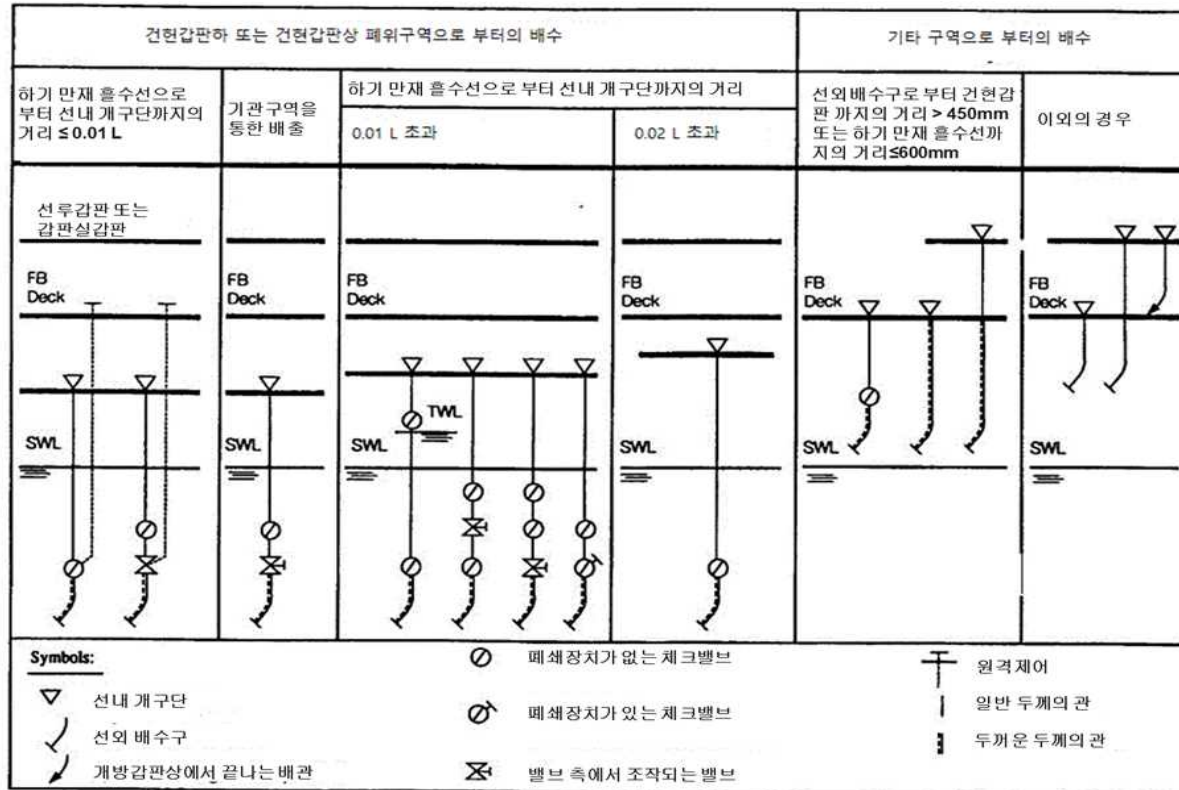 건헌갑판하 또는 건현갑판상 폐위구역으로 부터의 배수
기타 구역으로 부터의 배수
하기 만재 흘수선으로
부터 선내 개구단까지의
거리 ≤ 0.01 L
기관구역을
통한 배출
하기 만재 흘수선으로 부터 선내 개구단까지의 거리
0.01 L 초과
0.02 L 초과
선외배수구로 부터 건현갑
판 까지의 거리 > 450mm
또는 하기 만재 흘수선까
지의 거리≤600mm
이외의 경우
선루갑판 또는
갑판실갑판
FB
Deck
FB
Deck
FB
Deck
FB
Deck
FB
Deck
FB
Deck
SWL
SWL
TWL
SWL
SWL
SWL
SWL
Symbols:
선내 개구단
선외 배수구
개방갑판상에서 끝나는 배관
폐쇄장치가 없는 체크밸브
폐쇄장치가 있는 체크밸브
밸브 측에서 조작되는 밸브
원격제어
일반 두께의 관
두꺼운 두께의 관